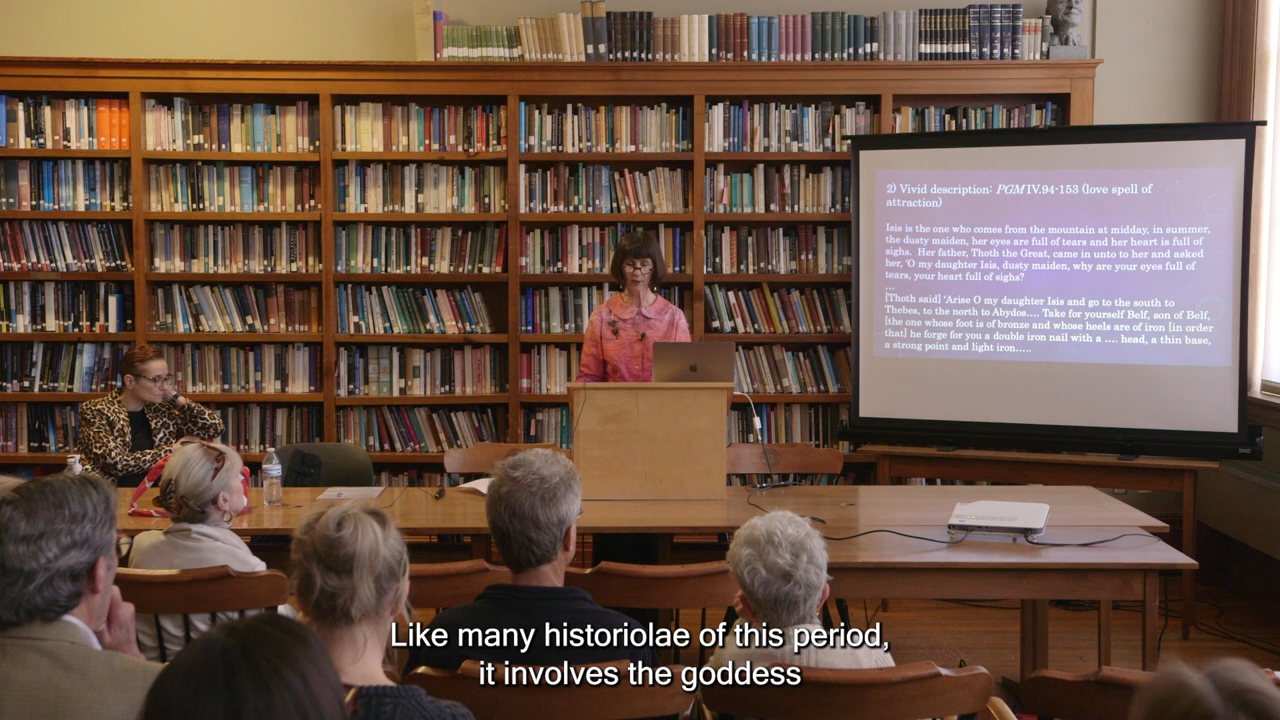 2) Vivid description: PGM IV.94-153 (love spell of
attraction)
Isis is the one who comes from the mountain at midday, in summer,
the dusty maiden, her eyes are full of tears and her heart is full of
sighs. Her father, Thoth the Great, came in unto to her and asked
her, 'O my daughter Isis, dusty maiden, why are your eyes full of
tears, your heart full of sighs?
...
[Thoth said] 'Arise O my daughter Isis and go to the south to
Thebes, to the north to Abydos.... Take for yourself Belf, son of Belf,
[the one whose foot is of bronze and whose heels are of iron [in order
that] he forge for you a double iron nail with a .... head, a thin base,
a strong point and light iron.....
Like many historiolae of this period,
it involves the goddess